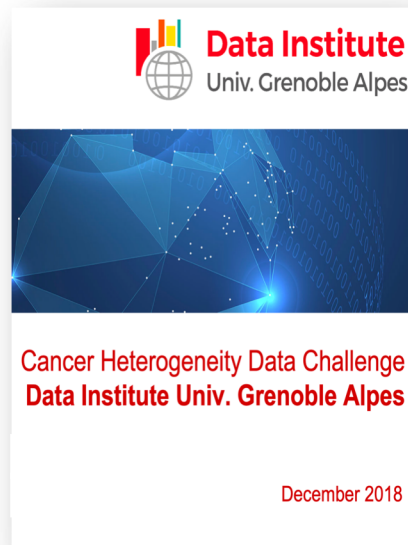 Data Institute
Univ. Grenoble Alpes
Cancer Heterogeneity Data Challenge
Data Institute Univ. Grenoble Alpes
December 2018